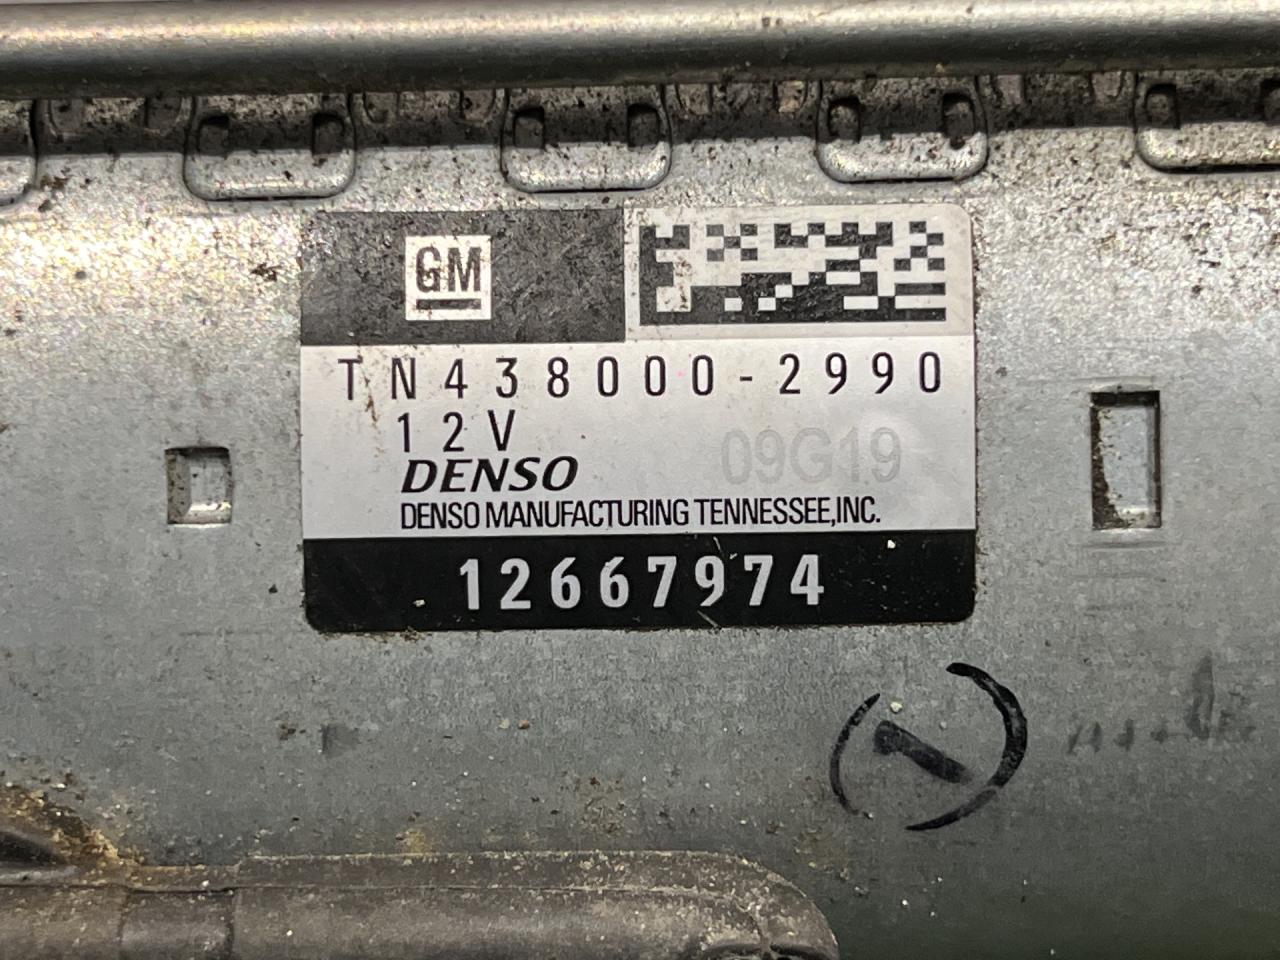 GM
TN438000-2990
12V
09G19
DENSO
DENSO MANUFACTURING TENNESSEE,INC.
12667974